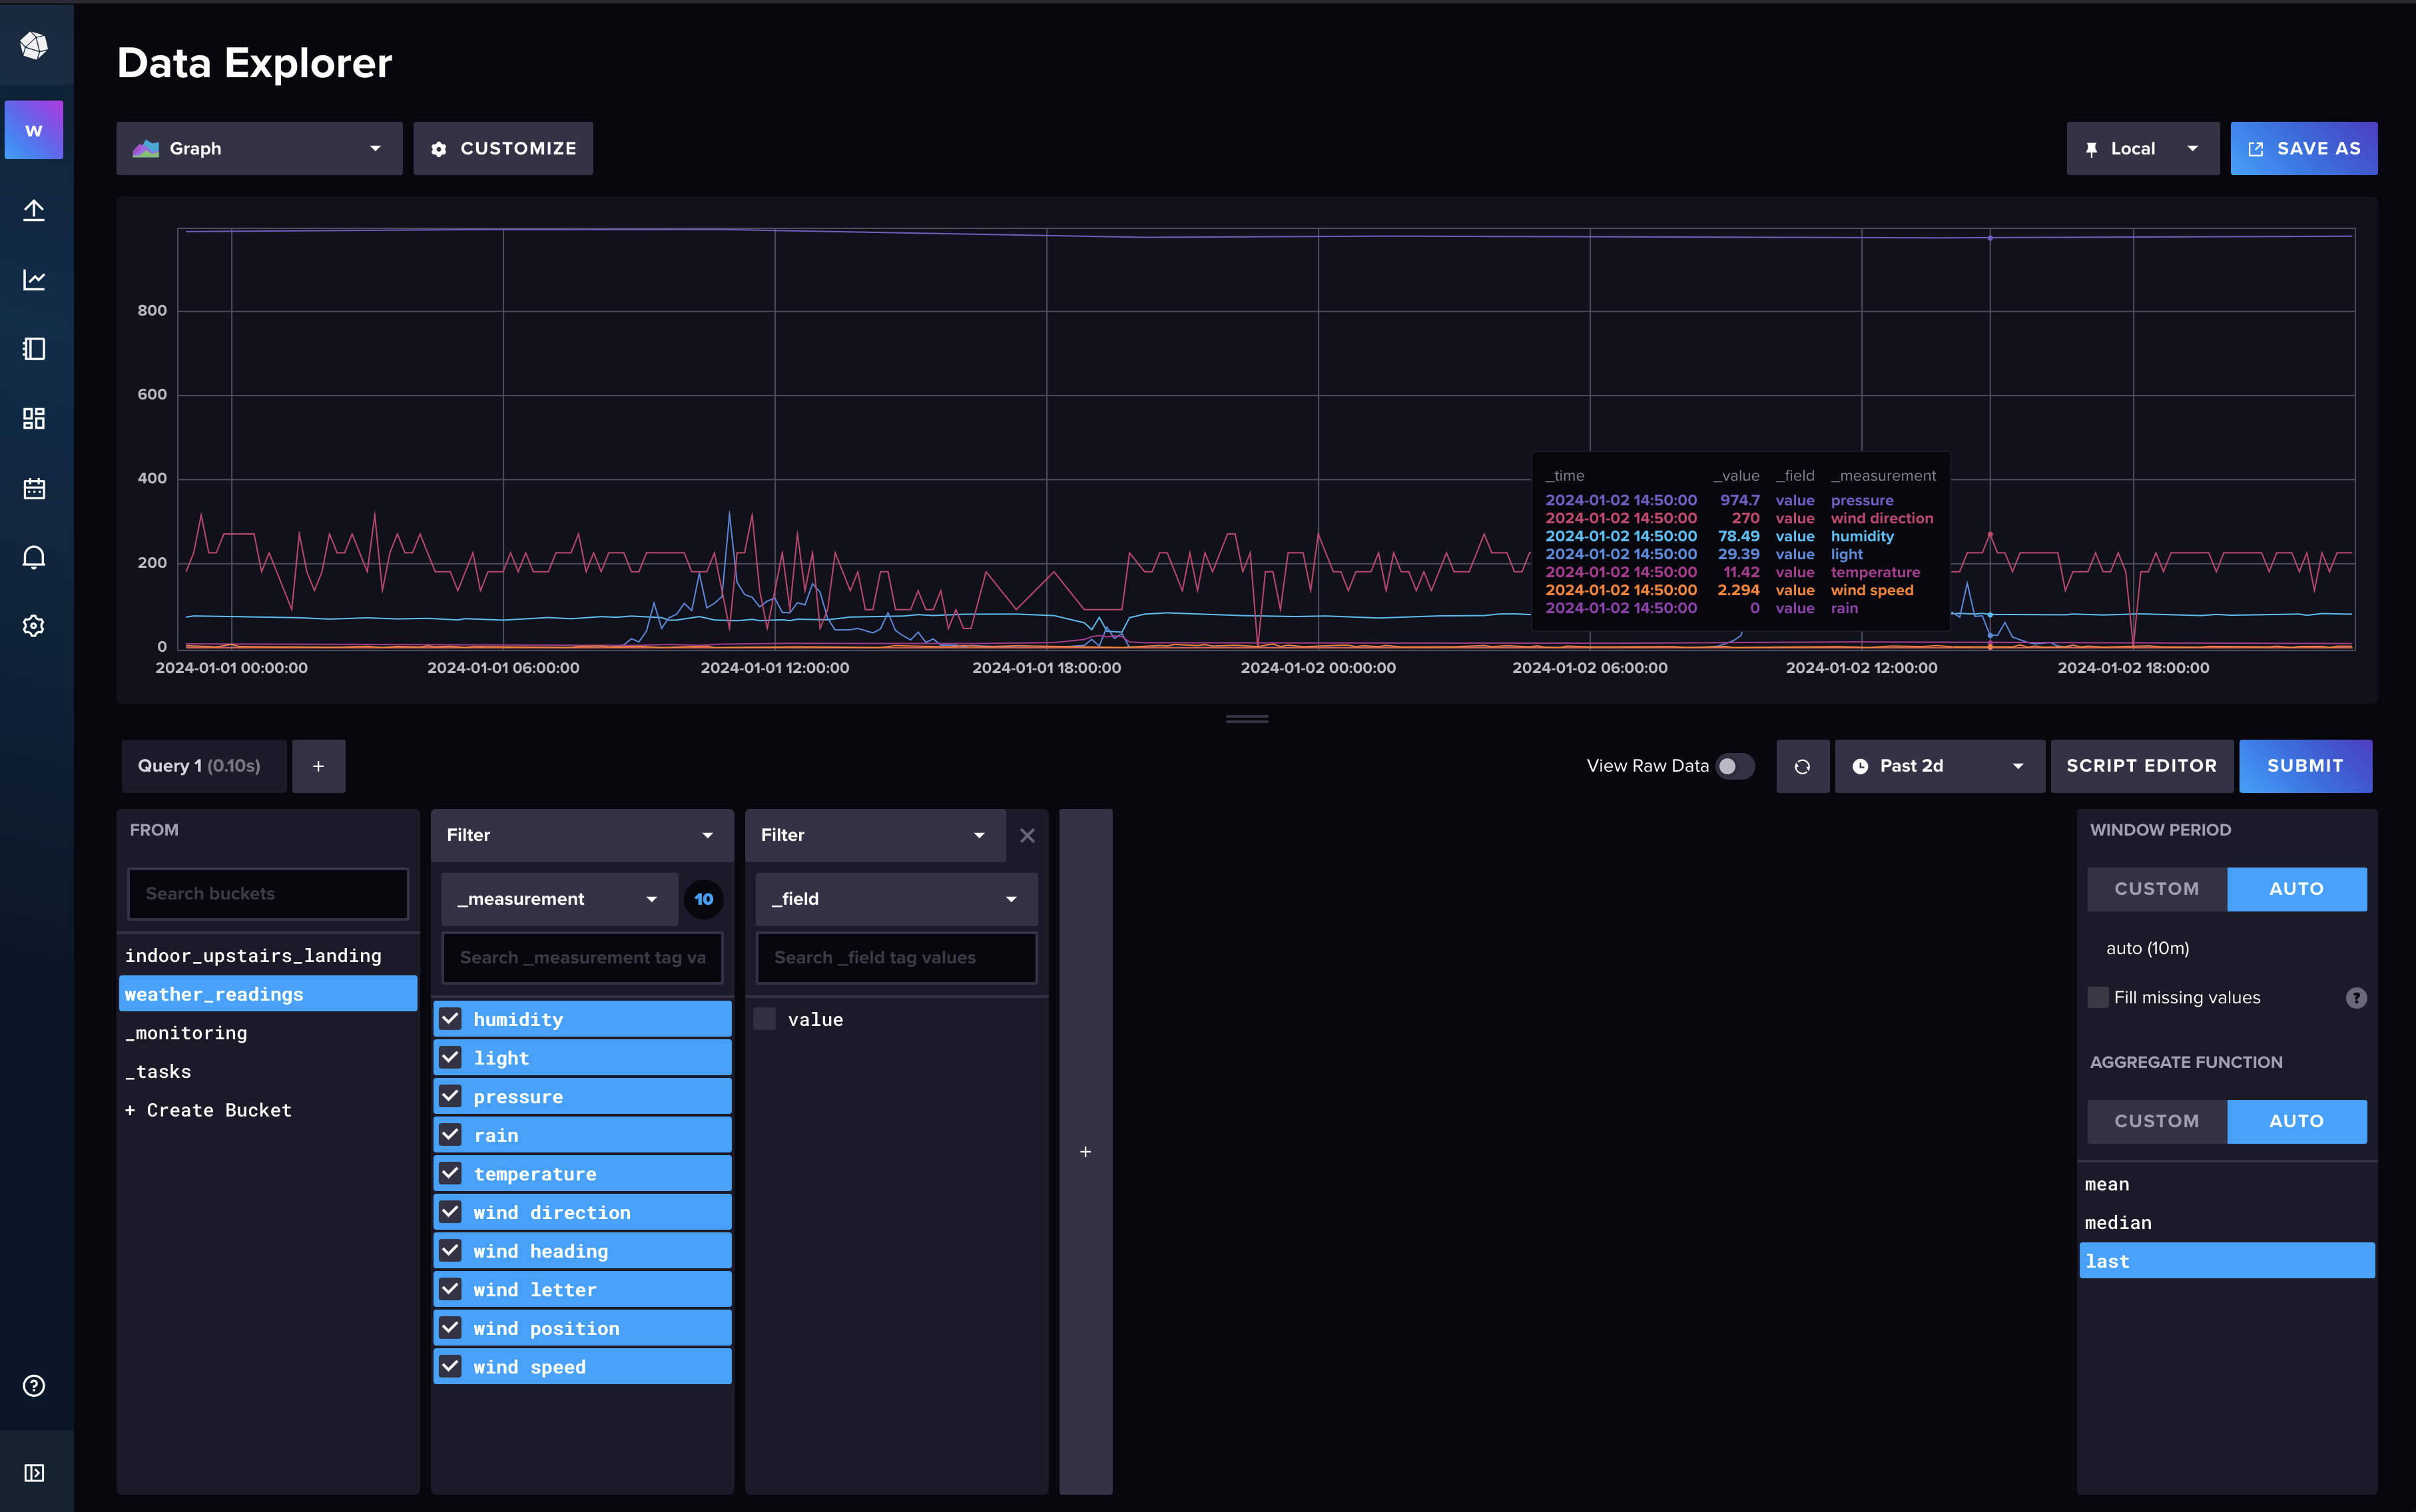 Data Explorer
W
Graph
CUSTOMIZE
Local
SAVE AS
800
600
400
200
0
_time _value _field _measurement
2024-01-02 14:50:00 974.7 value pressure
2024-01-02 14:50:00 270 value wind direction
2024-01-02 14:50:00 78.49 value humidity
2024-01-02 14:50:00 29.39 value light
2024-01-02 14:50:00 11.42 value temperature
2024-01-02 14:50:00 2.294 value wind speed
2024-01-02 14:50:00 0 value rain
2024-01-01 00:00:00 2024-01-01 06:00:00 2024-01-01 12:00:00 2024-01-01 18:00:00 2024-01-02 00:00:00 2024-01-02 06:00:00 2024-01-02 12:00:00 2024-01-02 18:00:00
Query 1 (0.10s)
+
View Raw Data
Past 2d
SCRIPT EDITOR
SUBMIT
FROM
Search buckets
indoor_upstairs_landing
weather_readings
_monitoring
_tasks
+ Create Bucket
Filter
_measurement
10
Search _measurement tag va
humidity
light
pressure
rain
temperature
wind direction
wind heading
wind letter
wind position
wind speed
Filter
_field
Search _field tag values
value
+
WINDOW PERIOD
CUSTOM AUTO
auto (10m)
Fill missing values
?
AGGREGATE FUNCTION
CUSTOM AUTO
mean
median
last